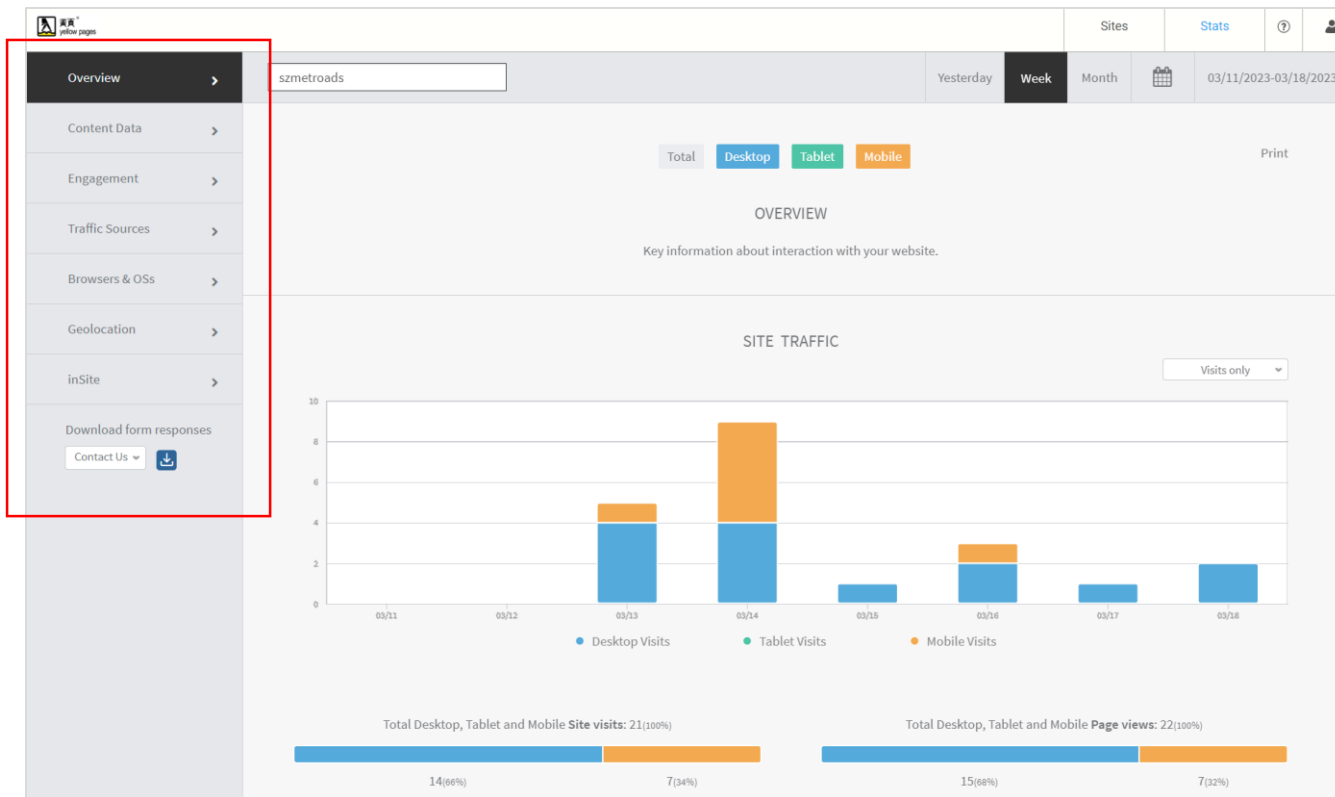 黃頁®
yellow pages
Sites
Stats
Overview
szmetroads
Yesterday
Week
Month
03/11/2023-03/18/2023
Content Data
Engagement
Traffic Sources
Browsers & OSs
Geolocation
inSite
Download form responses
Contact Us
Total
Desktop
Tablet
Mobile
Print
OVERVIEW
Key information about interaction with your website.
SITE TRAFFIC
Visits only
10
8
6
4
2
0
03/11
03/12
03/13
03/14
03/15
03/16
03/17
03/18
Desktop Visits
Tablet Visits
Mobile Visits
Total Desktop, Tablet and Mobile Site visits: 21(100%)
14(66%)
7(34%)
Total Desktop, Tablet and Mobile Page views: 22(100%)
15(68%)
7(32%)